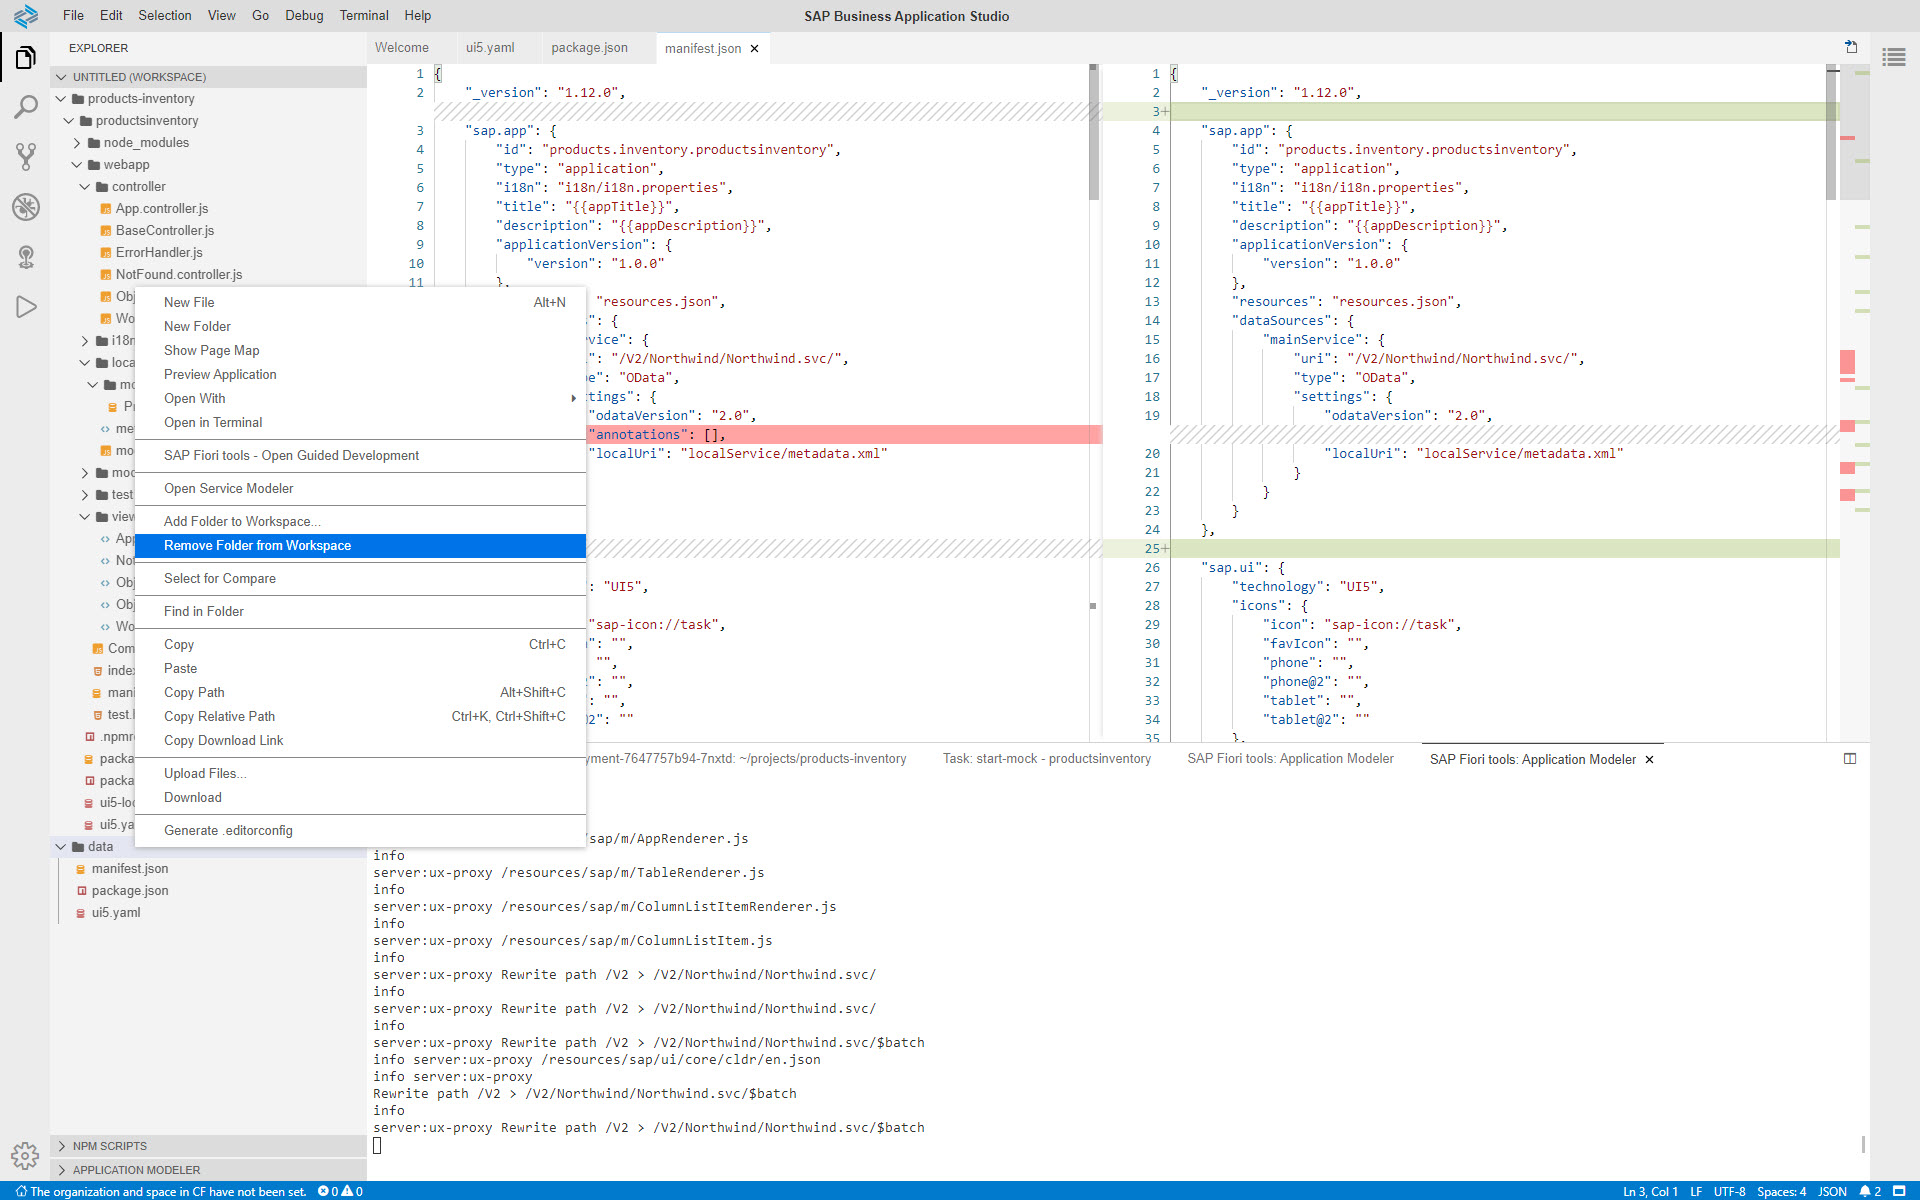 File Edit Selection View Go Debug Terminal Help
SAP Business Application Studio
EXPLORER
UNTITLED (WORKSPACE)
products-inventory
productsinventory
node_modules
webapp
controller
App.controller.js
BaseController.js
ErrorHandler.js
NotFound.controller.js
Obj
Wo
i18n
loca
mo
Pr
me
mo
mod
test
view
App
Not
Obj
Obj
Wo
Com
index
mani
test.h
.npmr
packa
packa
ui5-loc
ui5.ya
data
manifest.json
package.json
ui5.yaml
NPM SCRIPTS
APPLICATION MODELER
New File Alt+N
New Folder
Show Page Map
Preview Application
Open With
Open in Terminal
SAP Fiori tools - Open Guided Development
Open Service Modeler
Add Folder to Workspace...
Remove Folder from Workspace
Select for Compare
Find in Folder
Copy Ctrl+C
Paste
Copy Path Alt+Shift+C
Copy Relative Path Ctrl+K, Ctrl+Shift+C
Copy Download Link
Upload Files...
Download
Generate .editorconfig
Welcome ui5.yaml package.json manifest.json
1 {
2 "_version": "1.12.0",
3 "sap.app": {
4 "id": "products.inventory.productsinventory",
5 "type": "application",
6 "i18n": "i18n/i18n.properties",
7 "title": "{{appTitle}}",
8 "description": "{{appDescription}}",
9 "applicationVersion": {
10 "version": "1.0.0"
11 },
"resources.json",
": {
vice": {
": "/V2/Northwind/Northwind.svc/",
e": "OData",
tings": {
"odataVersion": "2.0",
"annotations": [],
"localUri": "localService/metadata.xml"
: "UI5",
"sap-icon://task",
": "",
"",
": "",
: "",
2": ""
1 {
2 "_version": "1.12.0",
3+
4 "sap.app": {
5 "id": "products.inventory.productsinventory",
6 "type": "application",
7 "i18n": "i18n/i18n.properties",
8 "title": "{{appTitle}}",
9 "description": "{{appDescription}}",
10 "applicationVersion": {
11 "version": "1.0.0"
12 },
13 "resources": "resources.json",
14 "dataSources": {
15 "mainService": {
16 "uri": "/V2/Northwind/Northwind.svc/",
17 "type": "OData",
18 "settings": {
19 "odataVersion": "2.0",
20 "localUri": "localService/metadata.xml"
21 }
22 }
23 }
24 },
25+
26 "sap.ui": {
27 "technology": "UI5",
28 "icons": {
29 "icon": "sap-icon://task",
30 "favIcon": "",
31 "phone": "",
32 "phone@2": "",
33 "tablet": "",
34 "tablet@2": ""
35 },
yment-7647757b94-7nxtd: ~/projects/products-inventory Task: start-mock - productsinventory SAP Fiori tools: Application Modeler SAP Fiori tools: Application Modeler
sap/m/AppRenderer.js
info
server:ux-proxy /resources/sap/m/TableRenderer.js
info
server:ux-proxy /resources/sap/m/ColumnListItemRenderer.js
info
server:ux-proxy /resources/sap/m/ColumnListItem.js
info
server:ux-proxy Rewrite path /V2 > /V2/Northwind/Northwind.svc/
info
server:ux-proxy Rewrite path /V2 > /V2/Northwind/Northwind.svc/
info
server:ux-proxy Rewrite path /V2 > /V2/Northwind/Northwind.svc/$batch
info server:ux-proxy /resources/sap/ui/core/cldr/en.json
info server:ux-proxy
Rewrite path /V2 > /V2/Northwind/Northwind.svc/$batch
info
server:ux-proxy Rewrite path /V2 > /V2/Northwind/Northwind.svc/$batch
The organization and space in CF have not been set. 0 0 Ln 3, Col 1 LF UTF-8 Spaces: 4 JSON 2